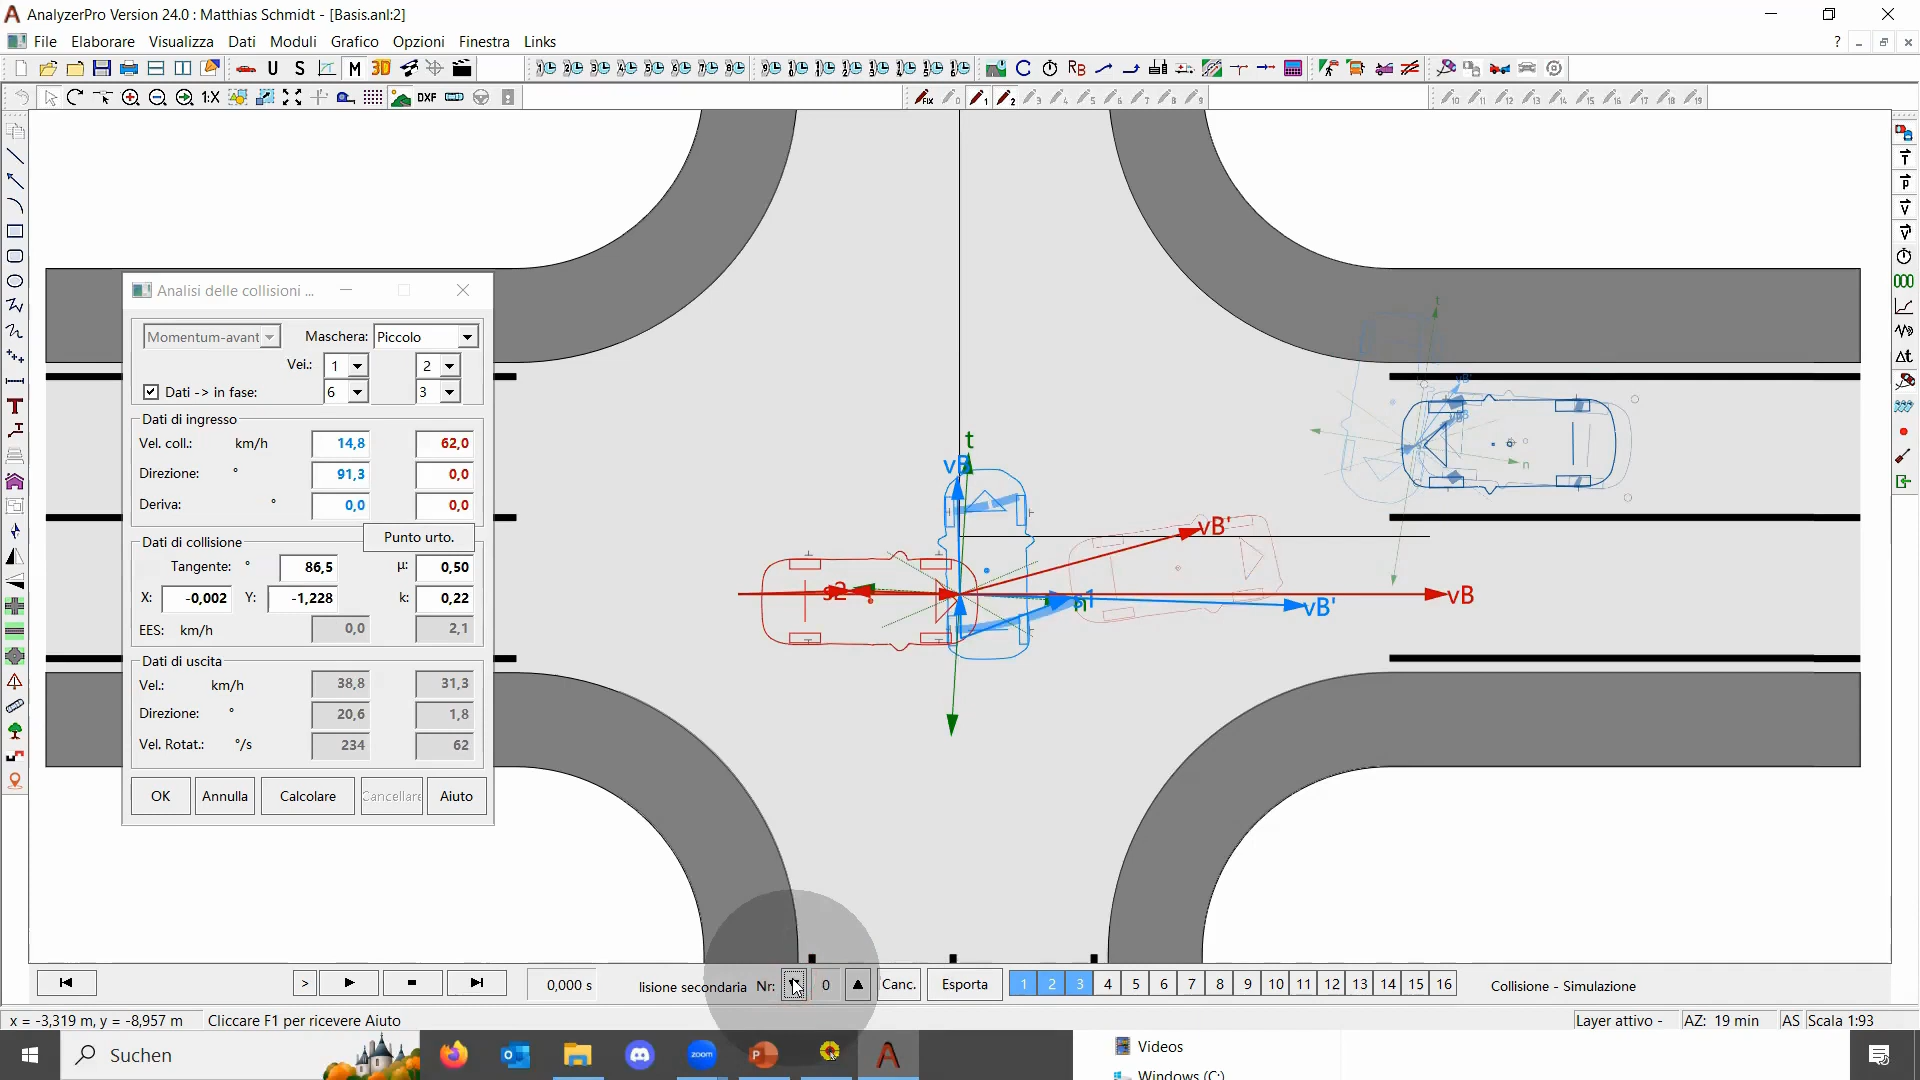 AnalyzerPro Version 24.0 : Matthias Schmidt - [Basis.anl:2]
File Elaborare Visualizza Dati Moduli Grafico Opzioni Finestra Links ?
U S M 3D RB
1:X DXF FIX
Analisi delle collisioni ...
Momentum-avant Maschera: Piccolo
Vei.: 1 2
Dati -> in fase: 6 3
Dati di ingresso
Vel. coll.: km/h 14,8 62,0
Direzione: ° 91,3 0,0
Deriva: ° 0,0 0,0
Punto urto.
Dati di collisione
Tangente: ° 86,5 µ: 0,50
X: -0,002 Y: -1,228 k: 0,22
EES: km/h 0,0 2,1
Dati di uscita
Vel.: km/h 38,8 31,3
Direzione: ° 20,6 1,8
Vel. Rotat.: °/s 234 62
OK Annulla Calcolare Cancellare Aiuto
t
vB
vB'
vB
vB'
t
n
> 0,000 s lisione secondaria Nr: 0 Canc. Esporta 1 2 3 4 5 6 7 8 9 10 11 12 13 14 15 16 Collisione - Simulazione
x = -3,319 m, y = -8,957 m Cliccare F1 per ricevere Aiuto Layer attivo - AZ: 19 min AS Scala 1:93
Suchen
zoom
Videos
Windows (C:)